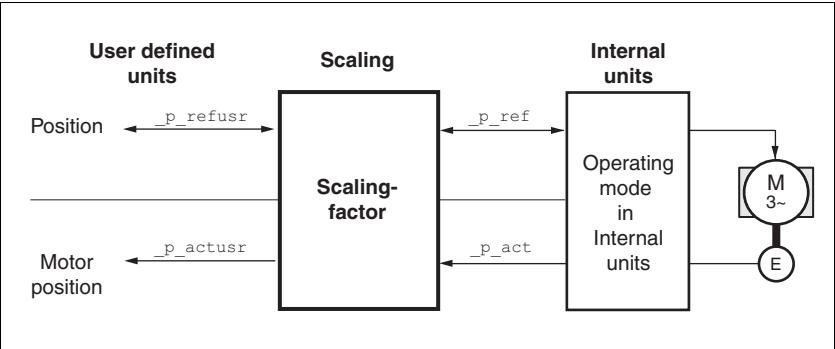 User defined
units
Scaling
Internal
units
Position
_p_refusr
_p_ref
Scaling-
factor
Operating
mode
in
Internal
units
M
3~
Motor
position
_p_actusr
_p_act
E